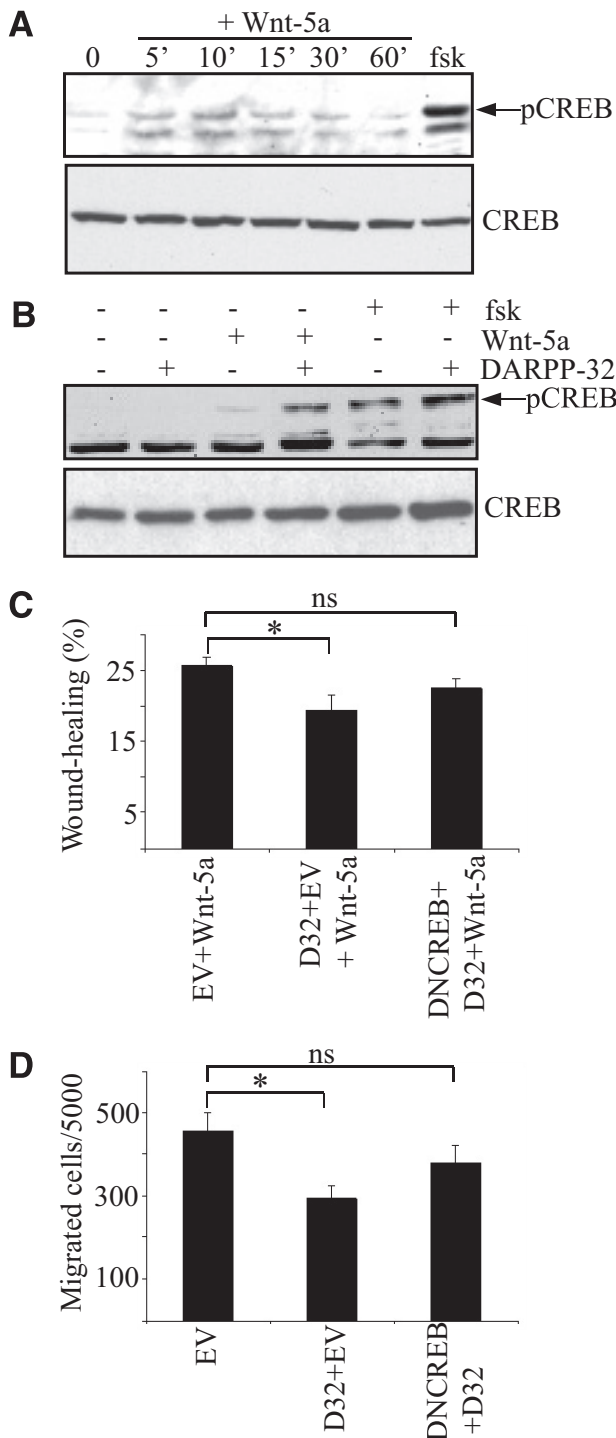 A
+ Wnt-5a
0 5’ 10’ 15’ 30’ 60’ fsk
pCREB
CREB
B
- - - - + + fsk
- - + + - - Wnt-5a
- + - + - + DARPP-32
pCREB
CREB
C
ns
*
Wound-healing (%)
25
15
5
EV+Wnt-5a
D32+EV
+ Wnt-5a
DNCREB+
D32+Wnt-5a
D
ns
*
Migrated cells/5000
500
300
100
EV
D32+EV
DNCREB
+D32